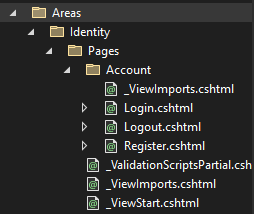 Areas
Identity
Pages
Account
_ViewImports.cshtml
Login.cshtml
Logout.cshtml
Register.cshtml
_ValidationScriptsPartial.csh
_ViewImports.cshtml
_ViewStart.cshtml